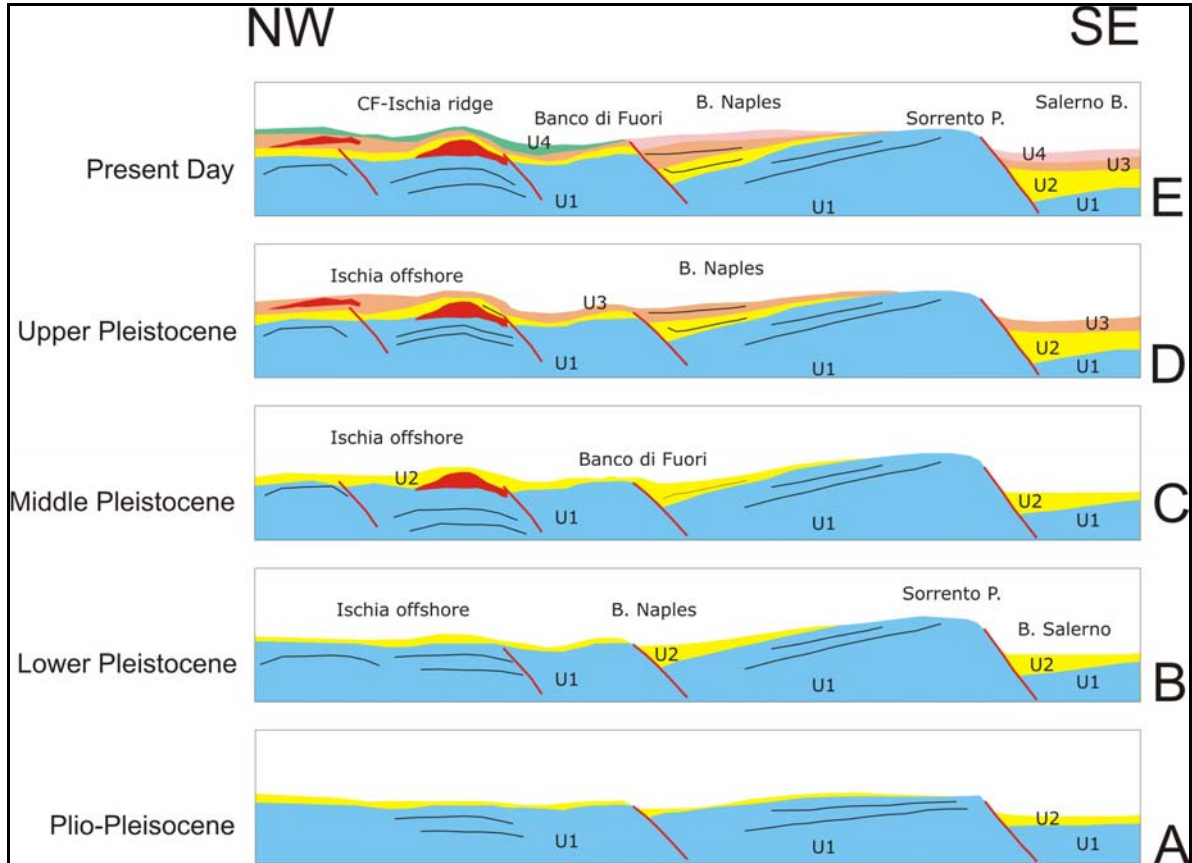 NW SE
CF-Ischia ridge
Banco di Fuori
B. Naples
Sorrento P.
Salerno B.
Present Day
U4
U1
U1
U4
U3
U2
U1
E
Ischia offshore
B. Naples
Upper Pleistocene
U3
U1
U1
U3
U2
U1
D
Ischia offshore
Banco di Fuori
Middle Pleistocene
U2
U1
U1
U2
U1
C
Ischia offshore
B. Naples
Sorrento P.
B. Salerno
Lower Pleistocene
U2
U1
U1
U2
U1
B
Plio-Pleisocene
U1
U1
U2
U1
A